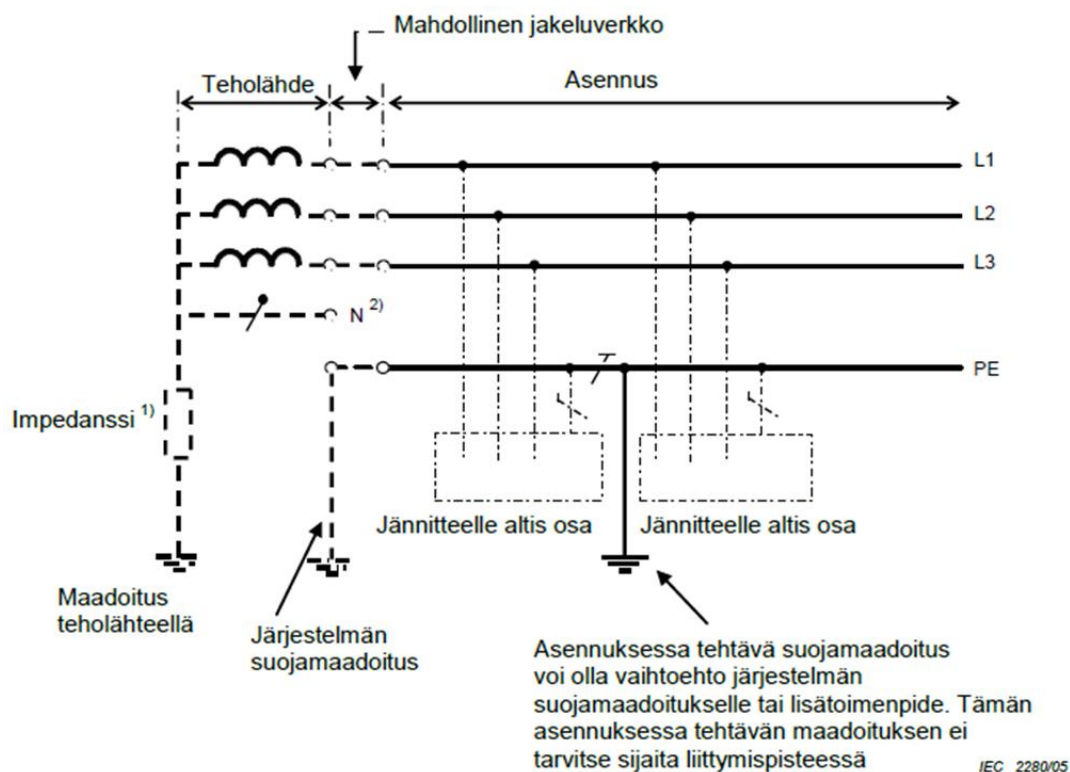 Mahdollinen jakeluverkko
Teholähde
Asennus
L1
L2
L3
N 2)
PE
Impedanssi 1)
Jännitteelle altis osa
Jännitteelle altis osa
Maadoitus
teholähteellä
Järjestelmän
suojamaadoitus
Asennuksessa tehtävä suojamaadoitus
voi olla vaihtoehto järjestelmän
suojamaadoitukselle tai lisätoimenpide. Tämän
asennuksessa tehtävän maadoituksen ei
tarvitse sijaita liittymispisteessä
IEC 2280/05